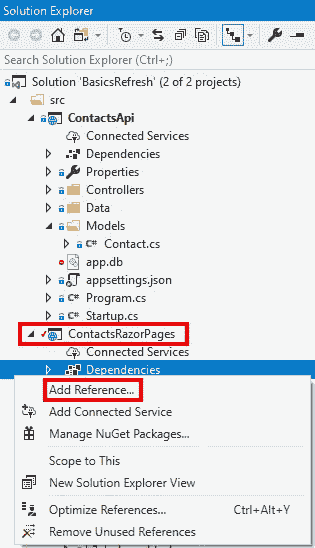 Solution Explorer
Search Solution Explorer (Ctrl+;)
Solution 'BasicsRefresh' (2 of 2 projects)
src
ContactsApi
Connected Services
Dependencies
Properties
Controllers
Data
Models
C# Contact.cs
app.db
appsettings.json
C# Program.cs
C# Startup.cs
ContactsRazorPages
Connected Services
Dependencies
Add Reference...
Add Connected Service
Manage NuGet Packages...
Scope to This
New Solution Explorer View
Optimize References... Ctrl+Alt+Y
Remove Unused References